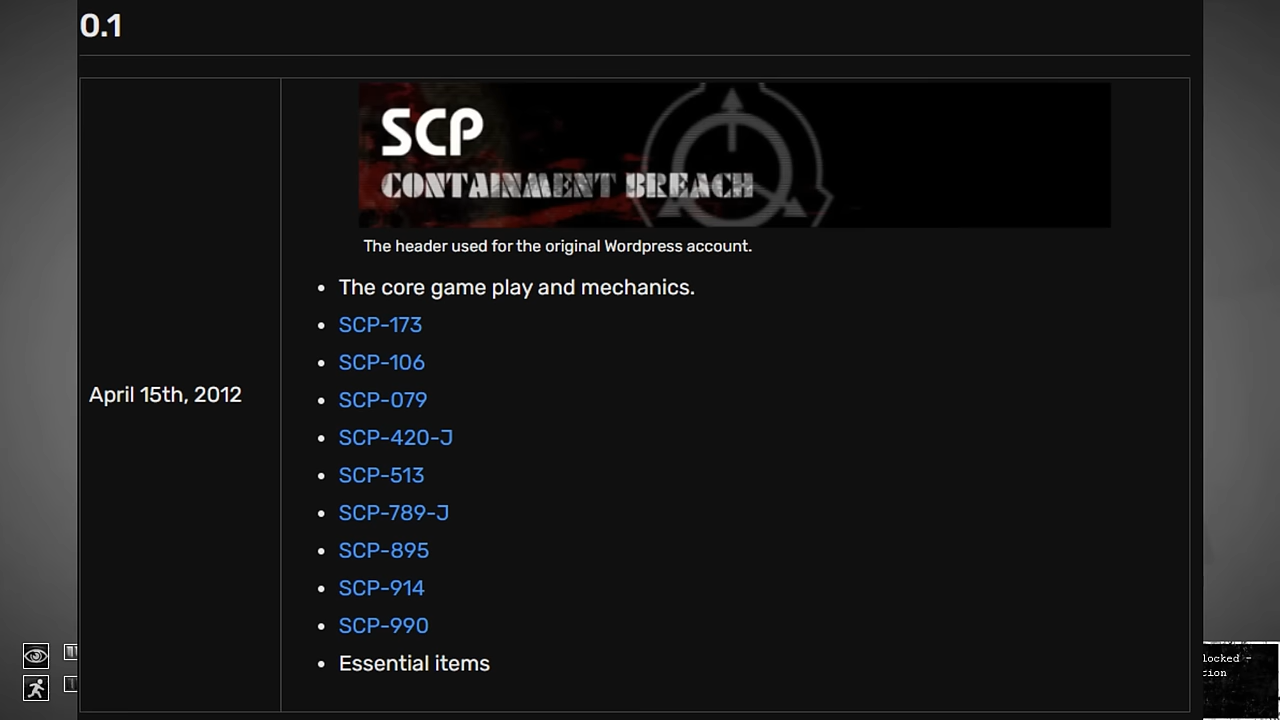 0.1
SCP
CONTAINMENT BREACH
The header used for the original Wordpress account.
The core game play and mechanics.
SCP-173
SCP-106
SCP-079
April 15th, 2012
SCP-420-J
SCP-513
SCP-789-J
SCP-895
SCP-914
SCP-990
Essential items
locked -